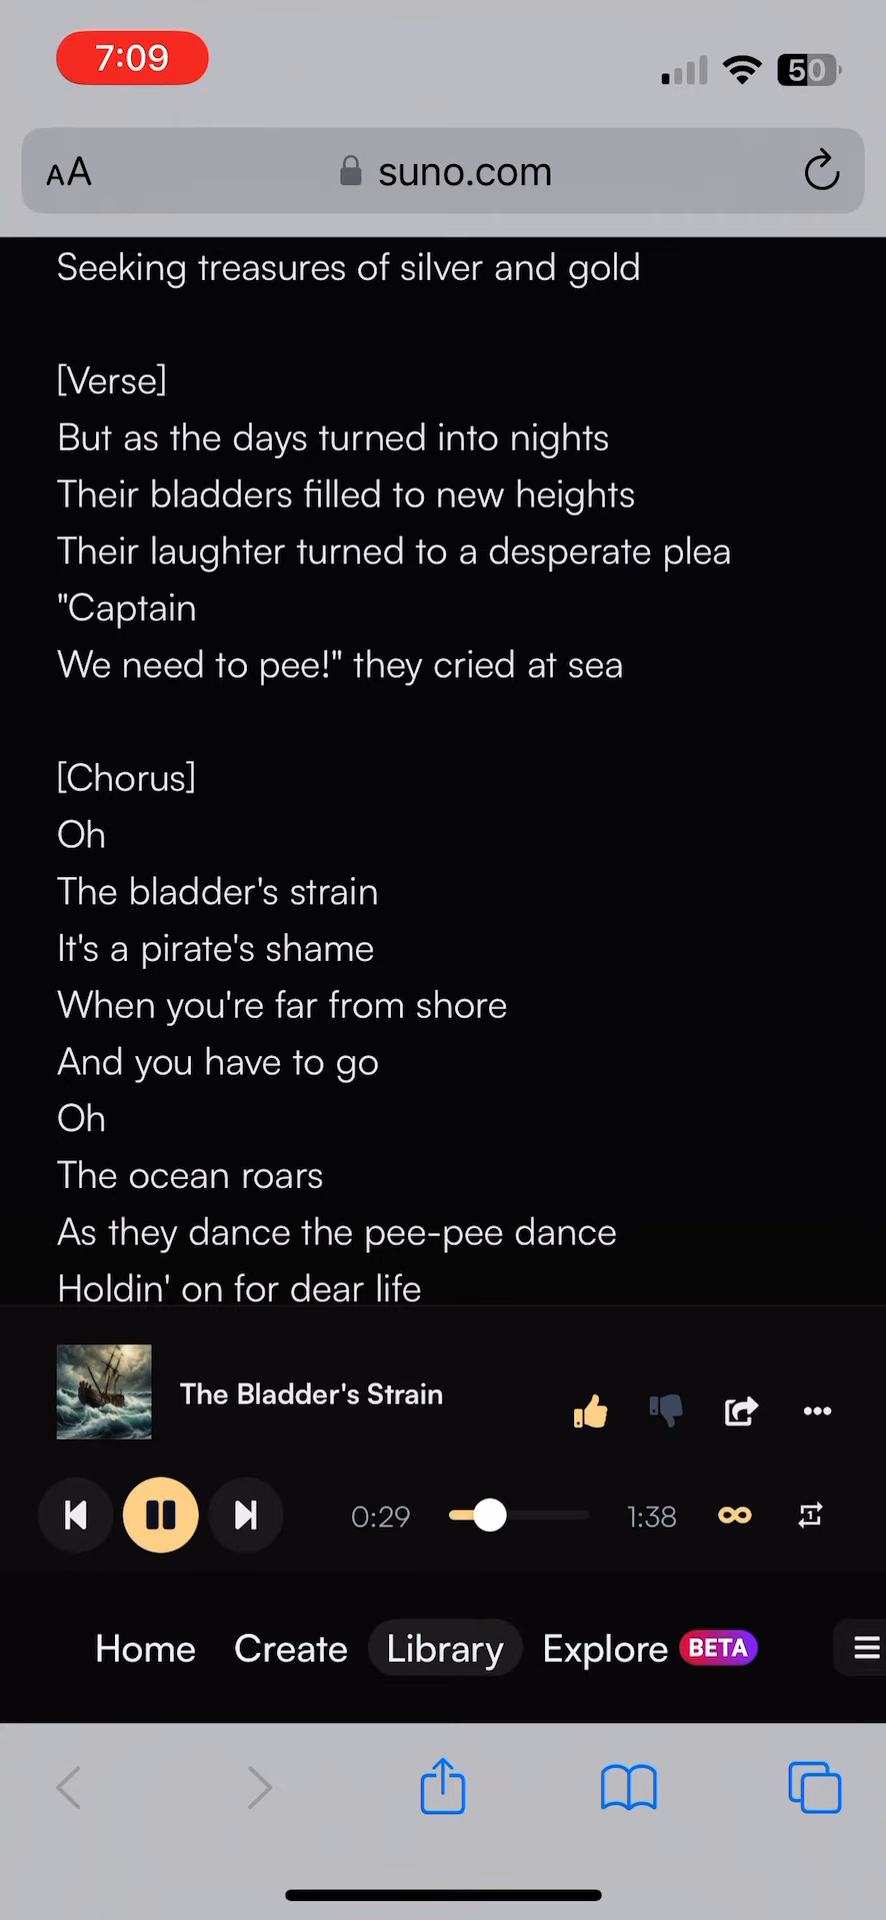 7:09
50
AA
suno.com
Seeking treasures of silver and gold
[Verse]
But as the days turned into nights
Their bladders filled to new heights
Their laughter turned to a desperate plea
"Captain
We need to pee!" they cried at sea
[Chorus]
Oh
The bladder's strain
It's a pirate's shame
When you're far from shore
And you have to go
Oh
The ocean roars
As they dance the pee-pee dance
Holdin' on for dear life
The Bladder's Strain
0:29
1:38
1
Home Create Library Explore BETA